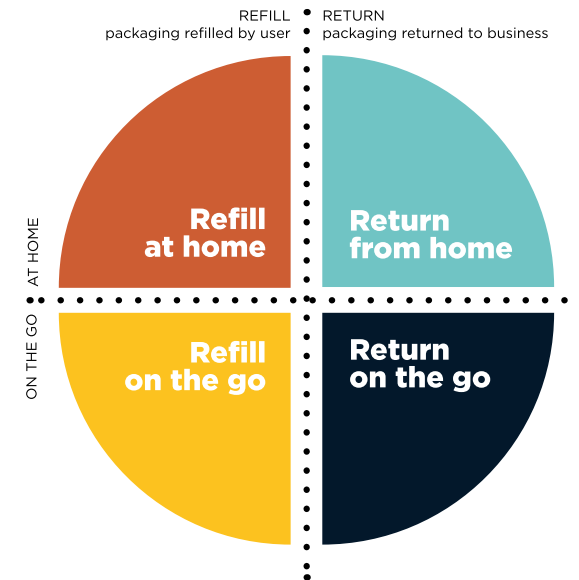 REFILL
packaging refilled by user
RETURN
packaging returned to business
AT HOME
Refill
at home
Return
from home
ON THE GO
Refill
on the go
Return
on the go